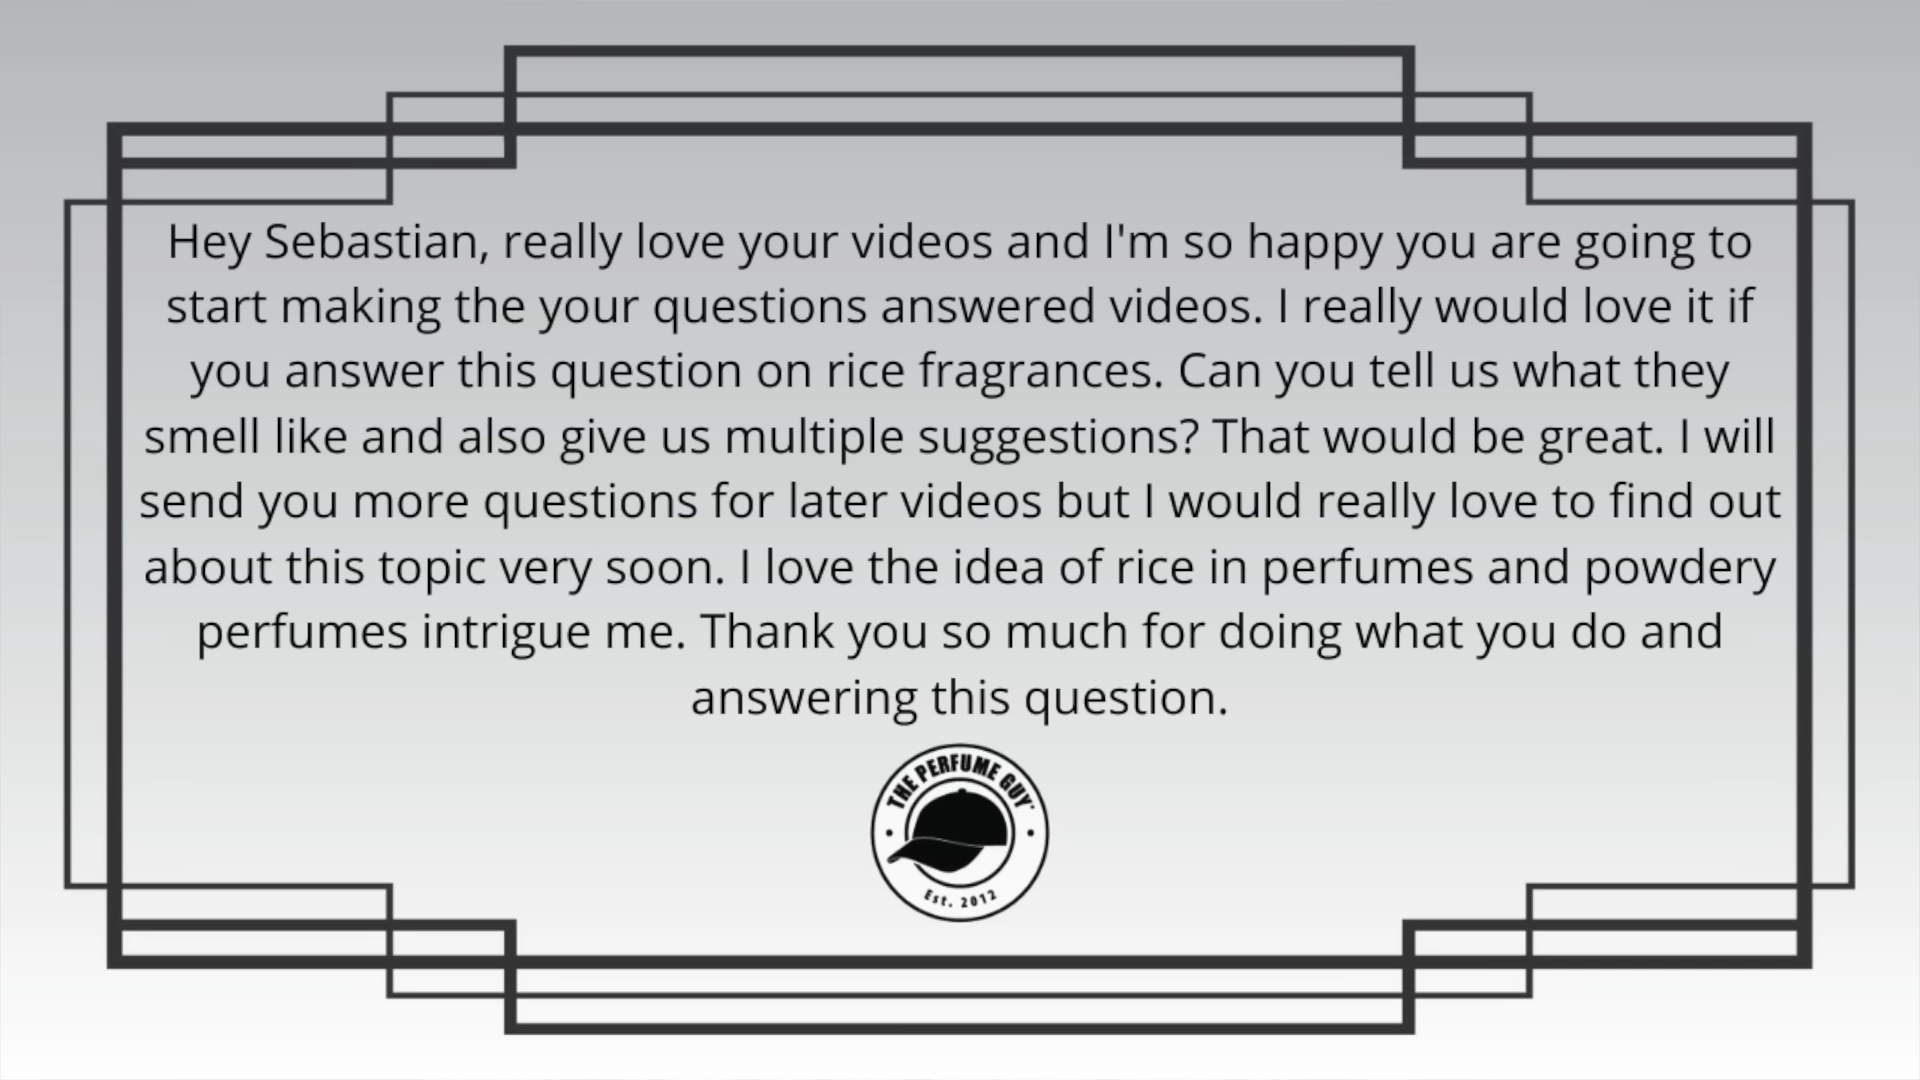 Hey Sebastian, really love your videos and I'm so happy you are going to
start making the your questions answered videos. I really would love it if
you answer this question on rice fragrances. Can you tell us what they
smell like and also give us multiple suggestions? That would be great. I will
send you more questions for later videos but I would really love to find out
about this topic very soon. I love the idea of rice in perfumes and powdery
perfumes intrigue me. Thank you so much for doing what you do and
answering this question.
THE PERFUME GUY
Est. 2012